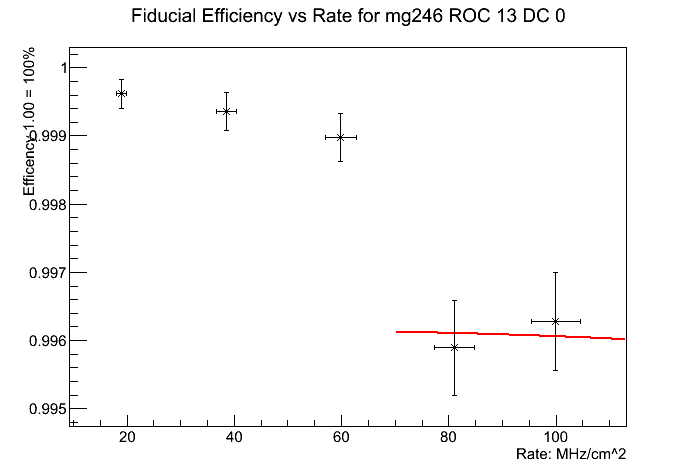 Fiducial Efficiency vs Rate for mg246 ROC 13 DC 0
Efficency 1.00 = 100%
1
0.999
0.998
0.997
0.996
0.995
20 40 60 80 100
Rate: MHz/cm^2